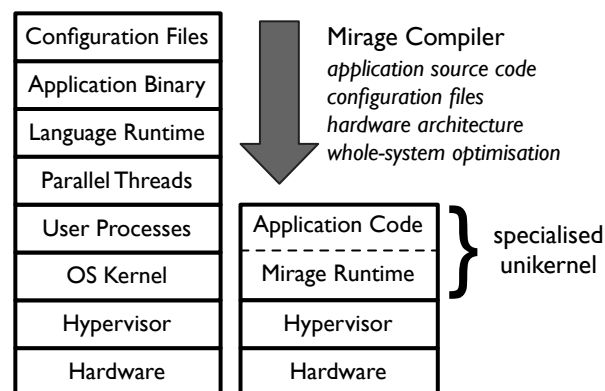 Configuration Files
Application Binary
Language Runtime
Parallel Threads
User Processes
OS Kernel
Hypervisor
Hardware
Mirage Compiler
application source code
configuration files
hardware architecture
whole-system optimisation
Application Code
Mirage Runtime
Hypervisor
Hardware
specialised
unikernel